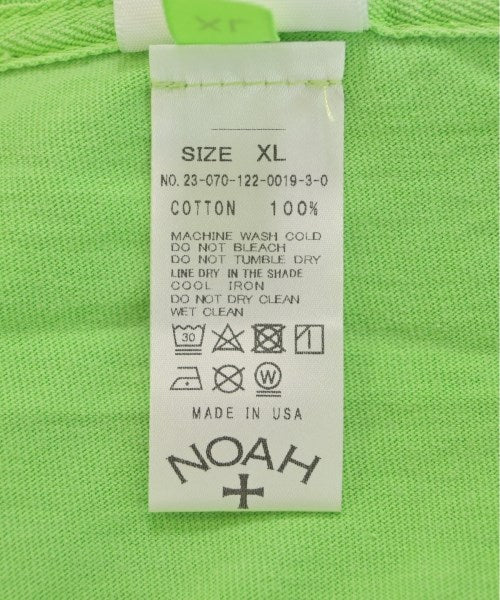 XL
SIZE XL
NO. 23-070-122-0019-3-0
COTTON 100%
MACHINE WASH COLD
DO NOT BLEACH
DO NOT TUMBLE DRY
LINE DRY IN THE SHADE
COOL IRON
DO NOT DRY CLEAN
WET CLEAN
30
W
MADE IN USA
NOAH